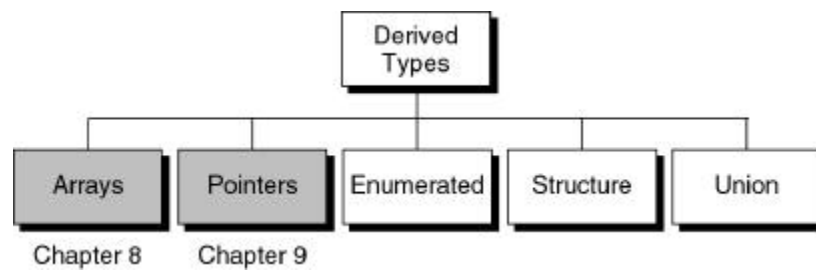 Derived
Types
Arrays
Pointers
Enumerated
Structure
Union
Chapter 8
Chapter 9